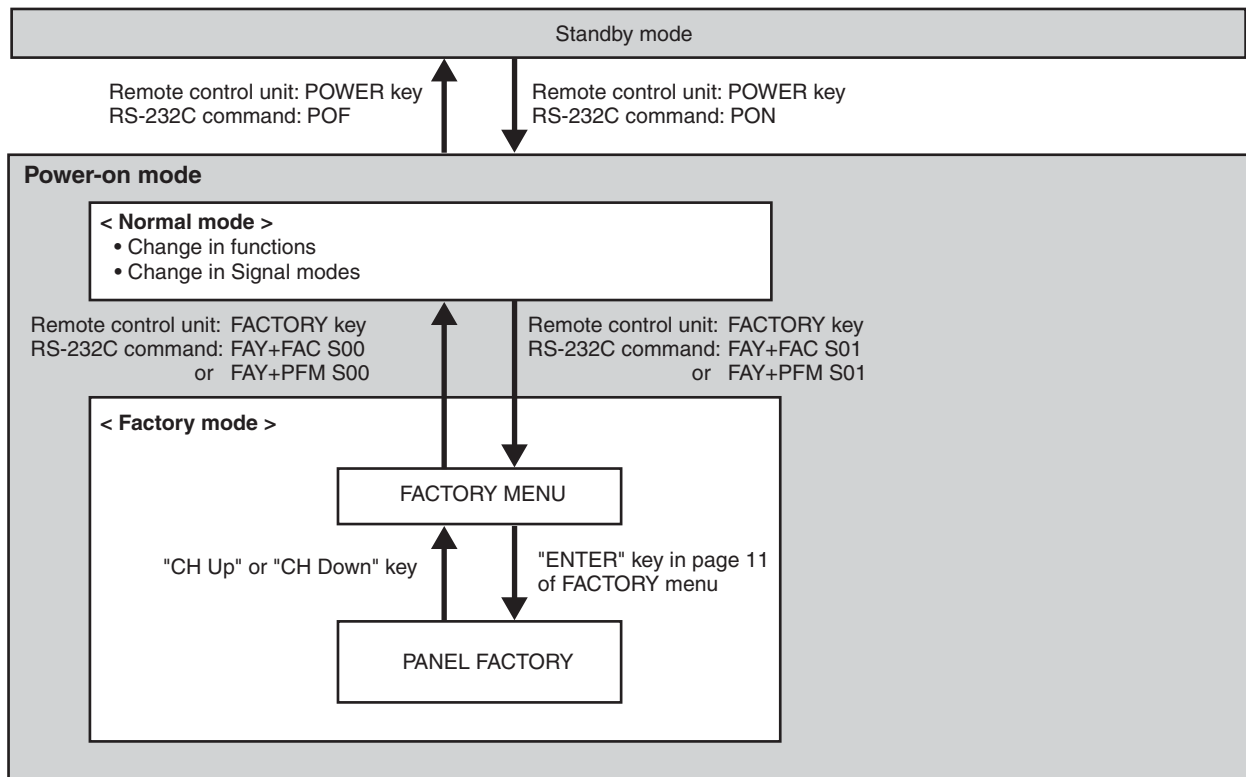 Standby mode
Remote control unit: POWER key
RS-232C command: POF
Remote control unit: POWER key
RS-232C command: PON
Power-on mode
< Normal mode >
• Change in functions
• Change in Signal modes
Remote control unit: FACTORY key
RS-232C command: FAY+FAC S00
or FAY+PFM S00
Remote control unit: FACTORY key
RS-232C command: FAY+FAC S01
or FAY+PFM S01
< Factory mode >
FACTORY MENU
"CH Up" or "CH Down" key
"ENTER" key in page 11
of FACTORY menu
PANEL FACTORY